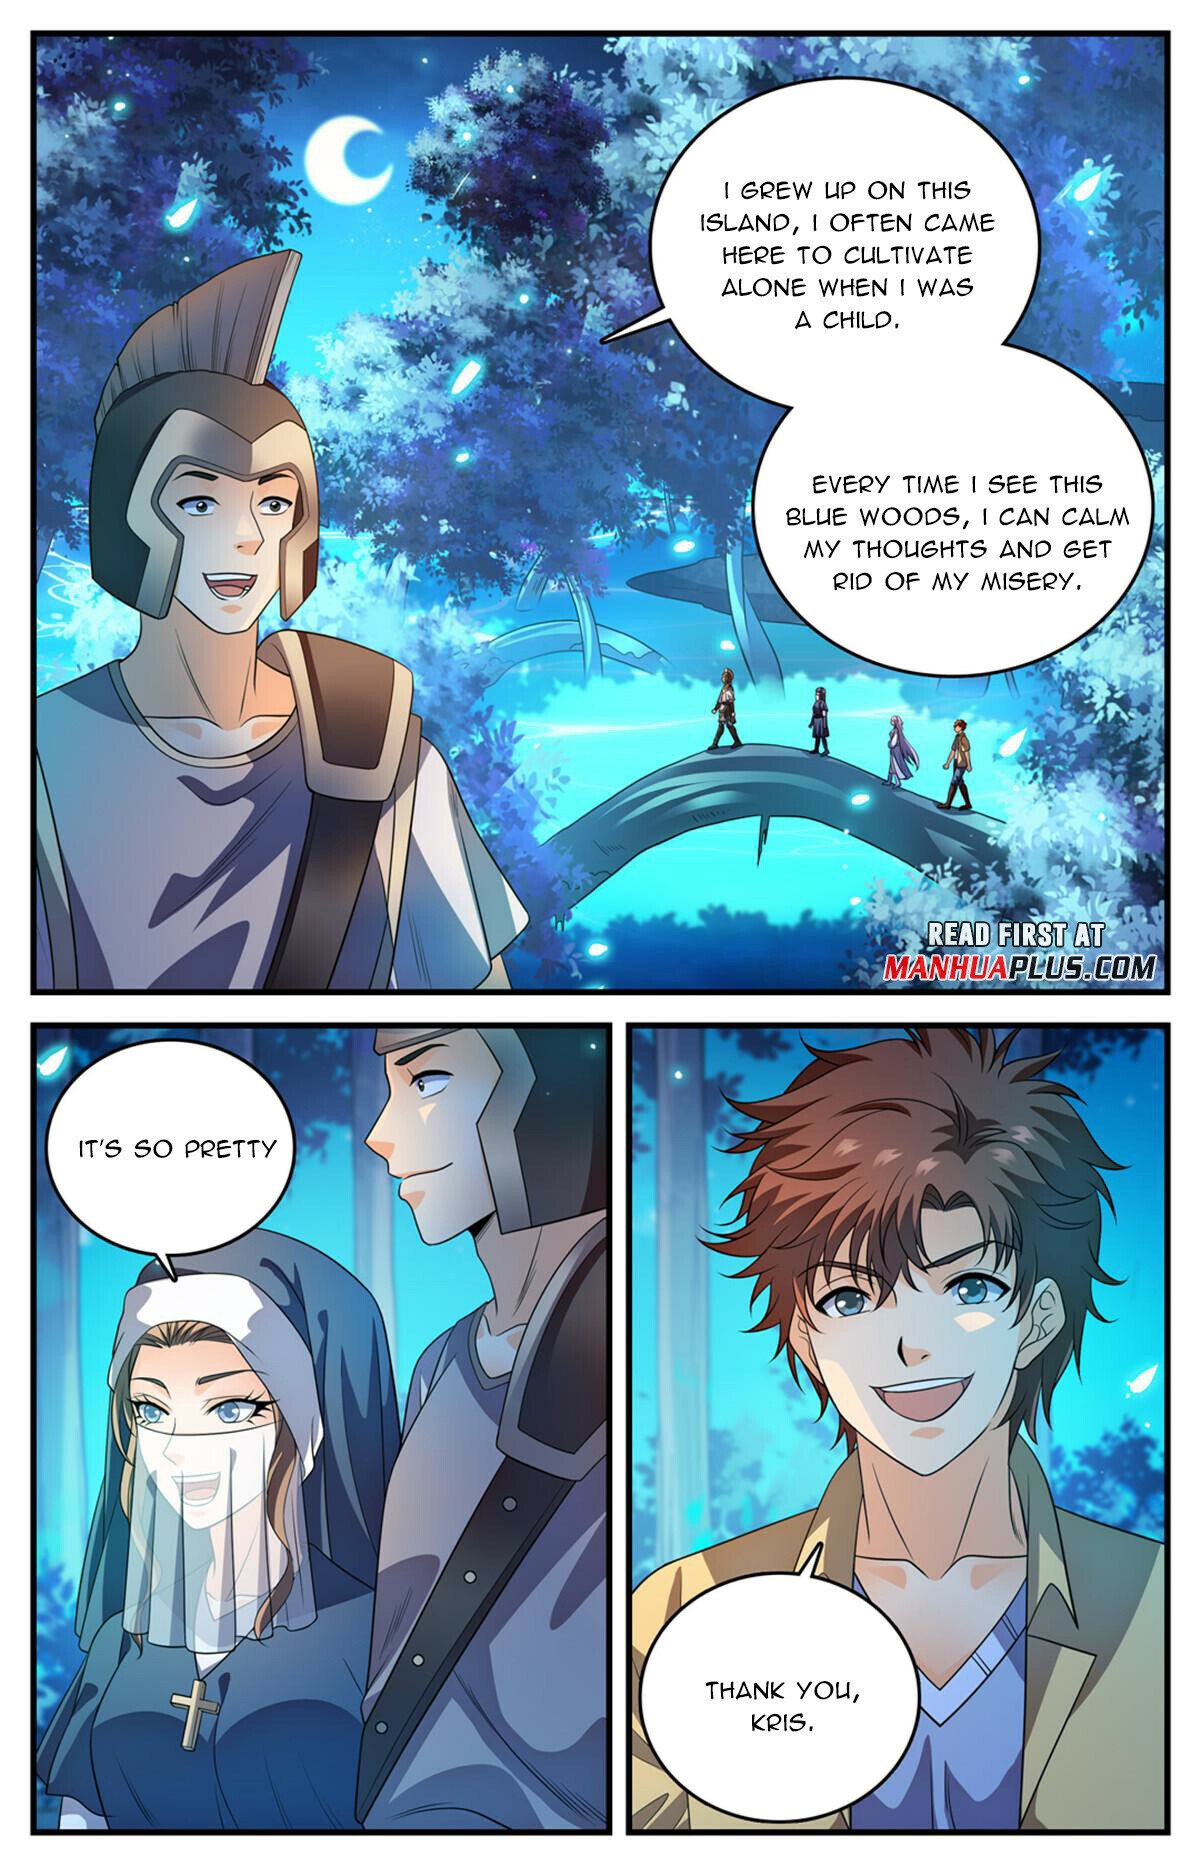 I GREW UP ON THIS
ISLAND, I OFTEN CAME
HERE TO CULTIVATE
ALONE WHEN I WAS
A CHILD.
EVERY TIME I SEE THIS
BLUE WOODS, I CAN CALM
MY THOUGHTS AND GET
RID OF MY MISERY.
READ FIRST AT
MANHUAPLUS.COM
IT'S SO PRETTY
THANK YOU,
KRIS.